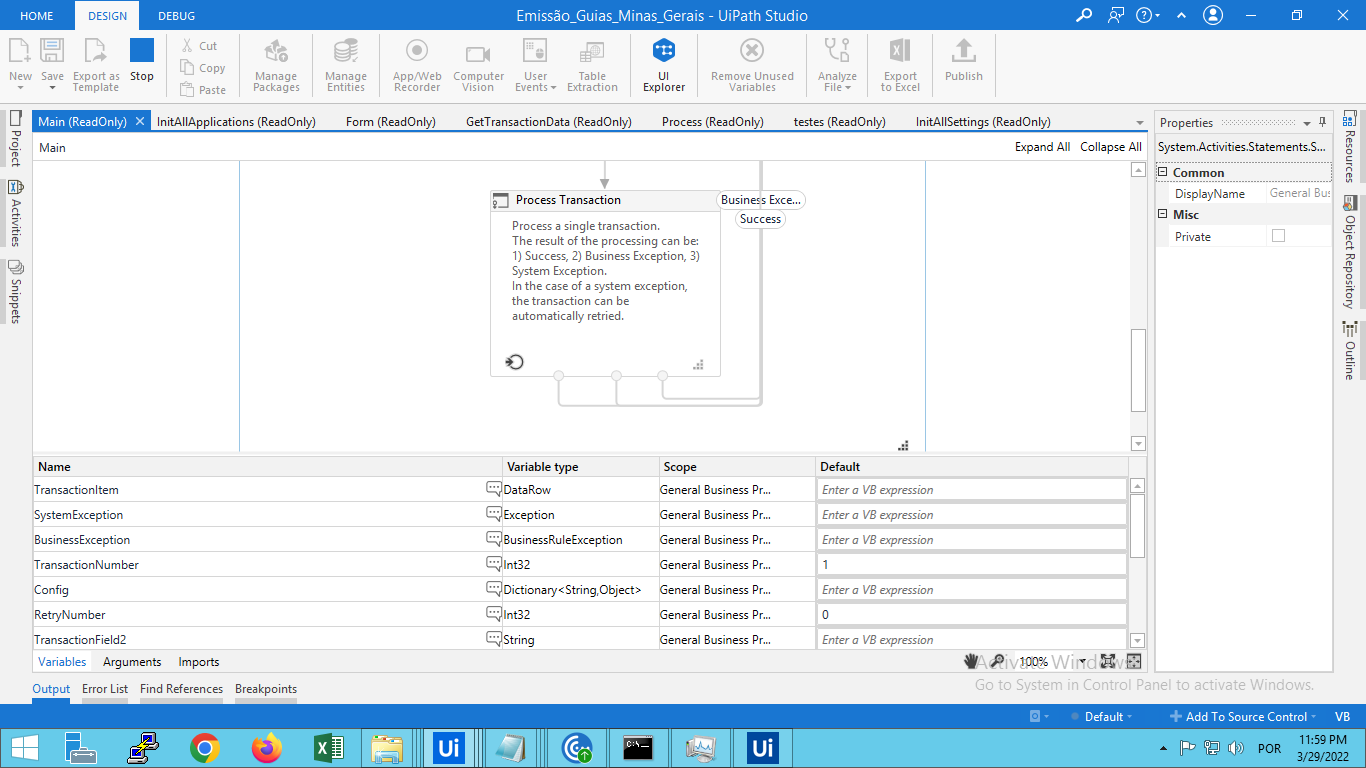 HOME
DESIGN
DEBUG
Emissão_Guias_Minas_Gerais - UiPath Studio
New
Save
Export as Template
Stop
Cut
Copy
Paste
Manage Packages
Manage Entities
App/Web Recorder
Computer Vision
User Events
Table Extraction
UI Explorer
Remove Unused Variables
Analyze File
Export to Excel
Publish
Project
Activities
Snippets
Main (ReadOnly)
InitAllApplications (ReadOnly)
Form (ReadOnly)
GetTransactionData (ReadOnly)
Process (ReadOnly)
testes (ReadOnly)
InitAllSettings (ReadOnly)
Main
Expand All
Collapse All
Process Transaction
Business Exce...
Success
Process a single transaction.
The result of the processing can be:
1) Success, 2) Business Exception, 3)
System Exception.
In the case of a system exception,
the transaction can be
automatically retried.
Properties
System.Activities.Statements.S...
Common
DisplayName General Bus
Misc
Private
Resources
Object Repository
Outline
Name Variable type Scope Default
TransactionItem DataRow General Business Pr... Enter a VB expression
SystemException Exception General Business Pr... Enter a VB expression
BusinessException BusinessRuleException General Business Pr... Enter a VB expression
TransactionNumber Int32 General Business Pr... 1
Config Dictionary<String,Object> General Business Pr... Enter a VB expression
RetryNumber Int32 General Business Pr... 0
TransactionField2 String General Business Pr... Enter a VB expression
Variables Arguments Imports
100%
Activate Windows
Go to System in Control Panel to activate Windows.
Output Error List Find References Breakpoints
Default
Add To Source Control
VB
Ui
Ui
POR
11:59 PM
3/29/2022